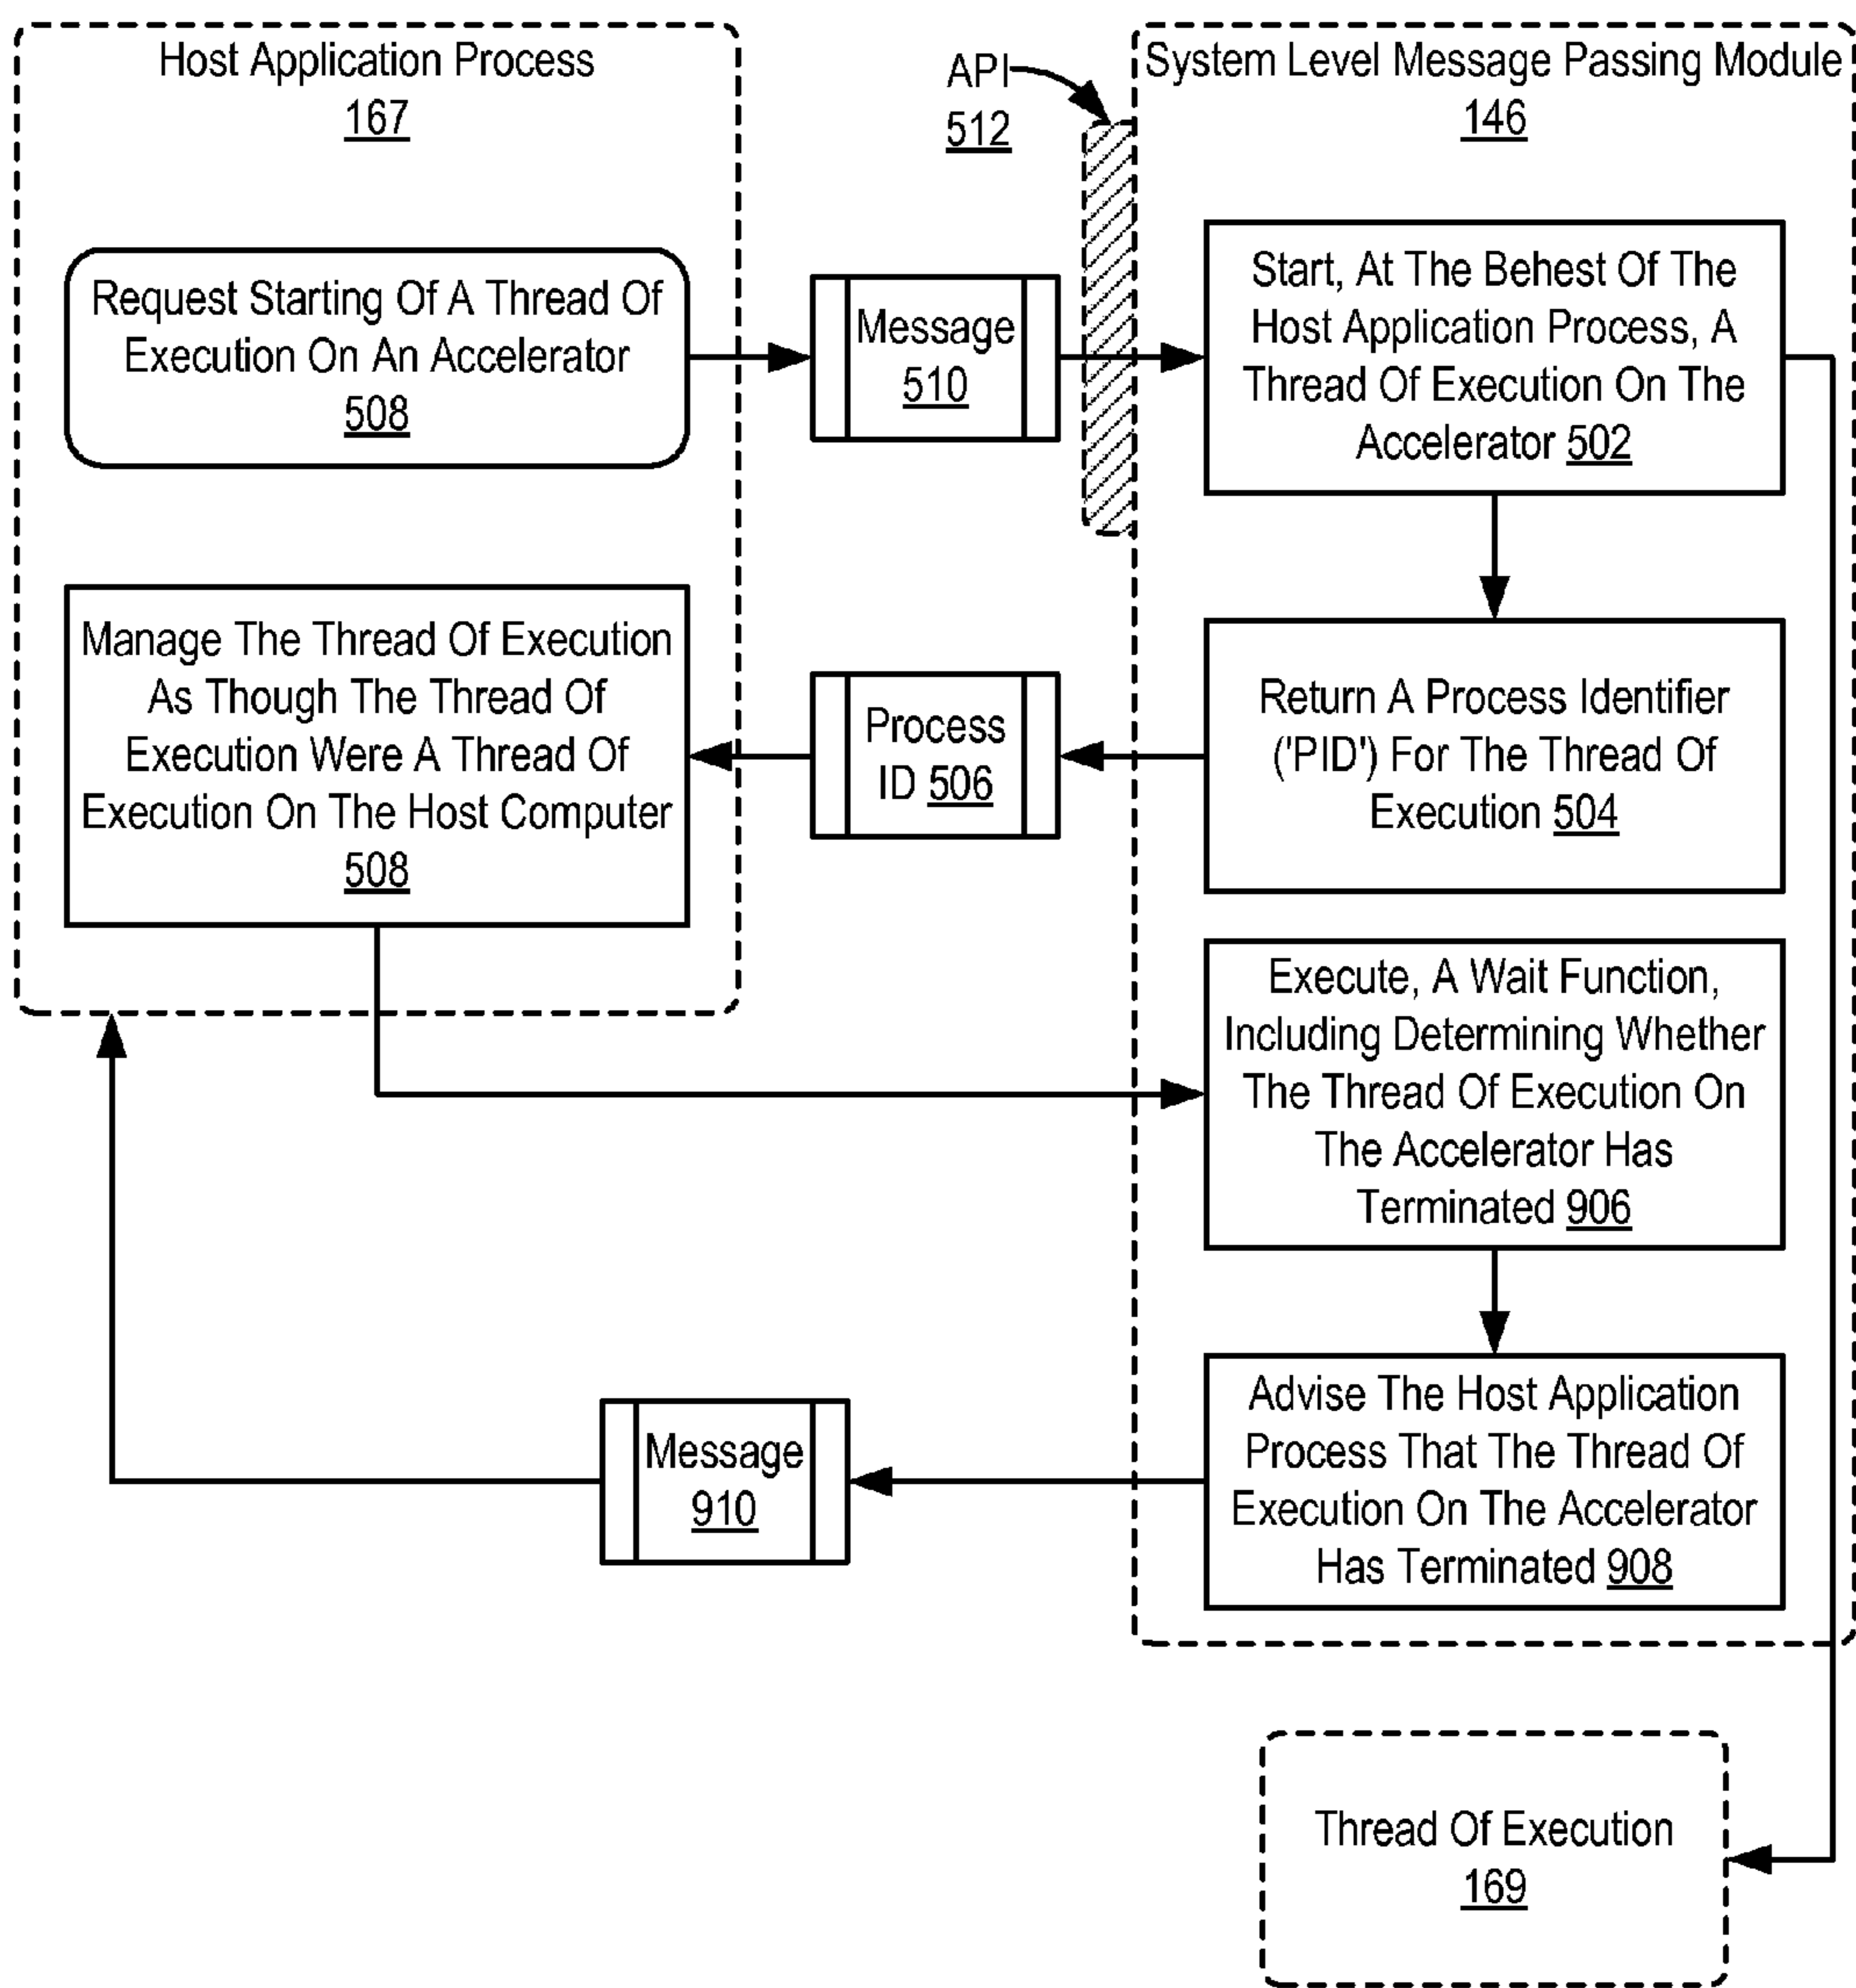 Host Application Process
167
API
512
System Level Message Passing Module
146
Request Starting Of A Thread Of
Execution On An Accelerator
508
Message
510
Start, At The Behest Of The
Host Application Process, A
Thread Of Execution On The
Accelerator 502
Manage The Thread Of Execution
As Though The Thread Of
Execution Were A Thread Of
Execution On The Host Computer
508
Process
ID 506
Return A Process Identifier
('PID') For The Thread Of
Execution 504
Execute, A Wait Function,
Including Determining Whether
The Thread Of Execution On
The Accelerator Has
Terminated 906
Message
910
Advise The Host Application
Process That The Thread Of
Execution On The Accelerator
Has Terminated 908
Thread Of Execution
169